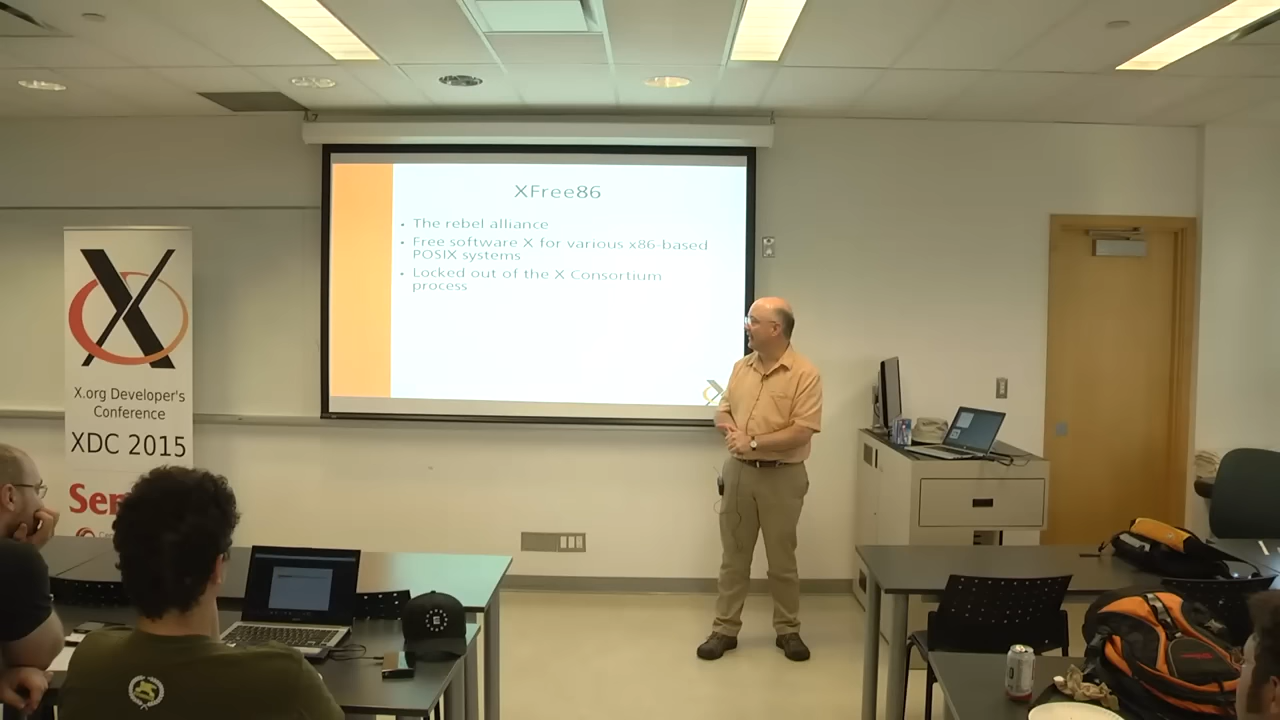 XFree86
• The rebel alliance
• Free software X for various x86-based
POSIX systems
• Locked out of the X Consortium
process
X.org Developer's
Conference
XDC 2015